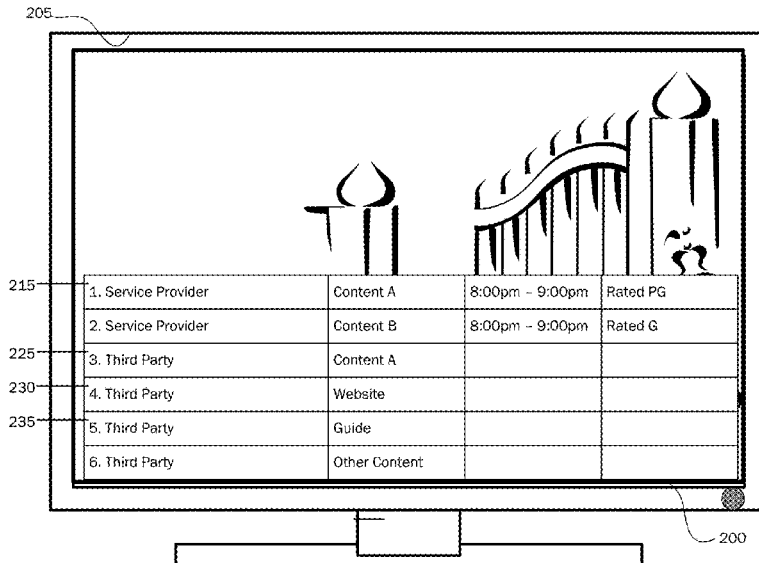 205
215 1. Service Provider Content A 8:00pm – 9:00pm Rated PG
2. Service Provider Content B 8:00pm – 9:00pm Rated G
225 3. Third Party Content A
230 4. Third Party Website
235 5. Third Party Guide
6. Third Party Other Content
200